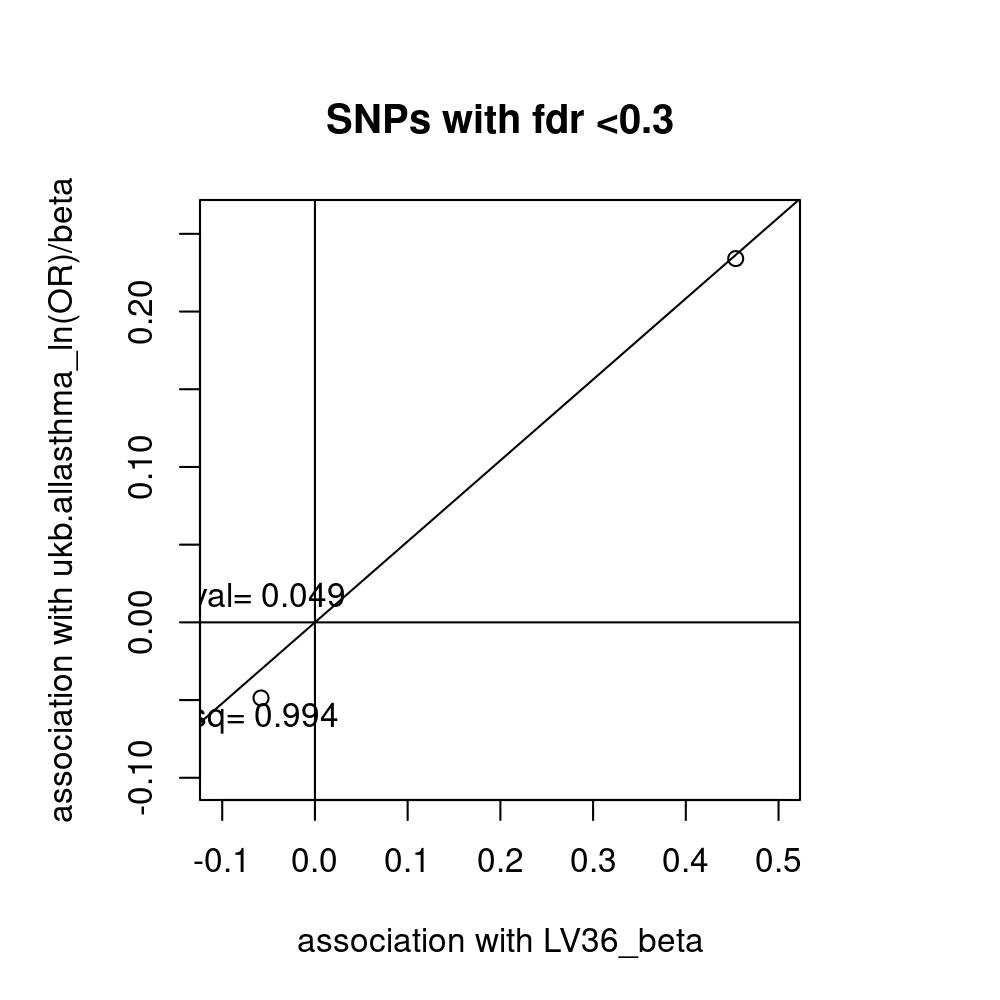 SNPs with fdr <0.3
association with ukb.allasthma_ln(OR)/beta
0.20
0.10
0.00
-0.10
val= 0.049
sq= 0.994
-0.1 0.0 0.1 0.2 0.3 0.4 0.5
association with LV36_beta